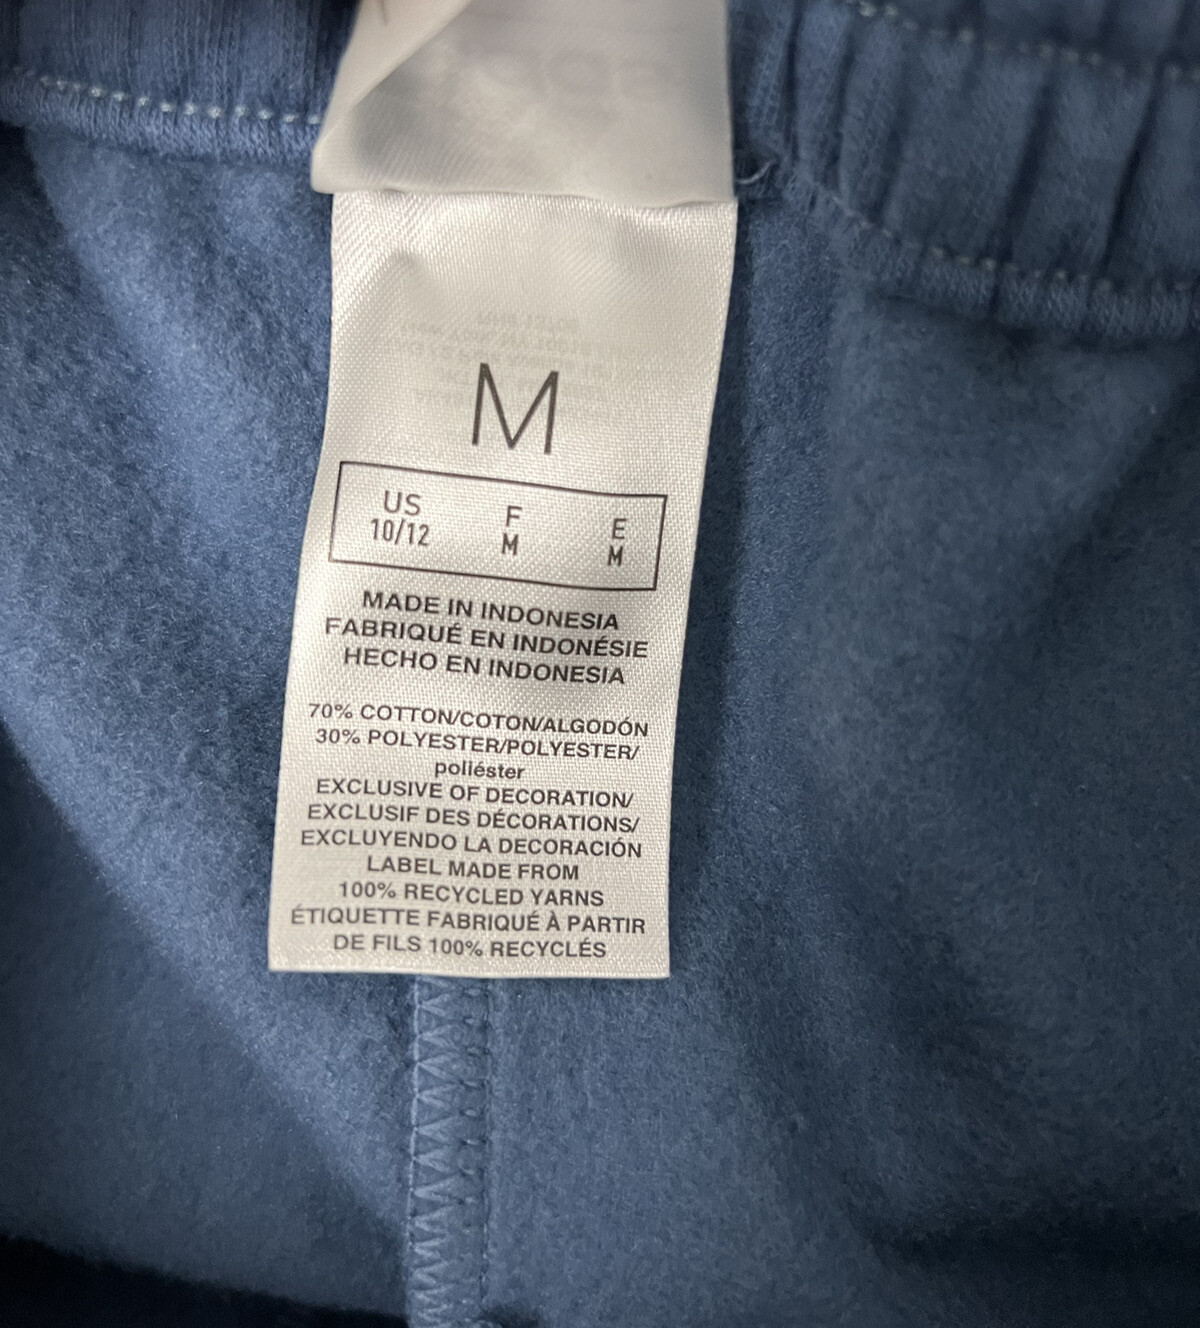 M
US F E
10/12 M M
MADE IN INDONESIA
FABRIQUÉ EN INDONÉSIE
HECHO EN INDONESIA
70% COTTON/COTON/ALGODÓN
30% POLYESTER/POLYESTER/
poliéster
EXCLUSIVE OF DECORATION/
EXCLUSIF DES DÉCORATIONS/
EXCLUYENDO LA DECORACIÓN
LABEL MADE FROM
100% RECYCLED YARNS
ÉTIQUETTE FABRIQUÉ À PARTIR
DE FILS 100% RECYCLÉS